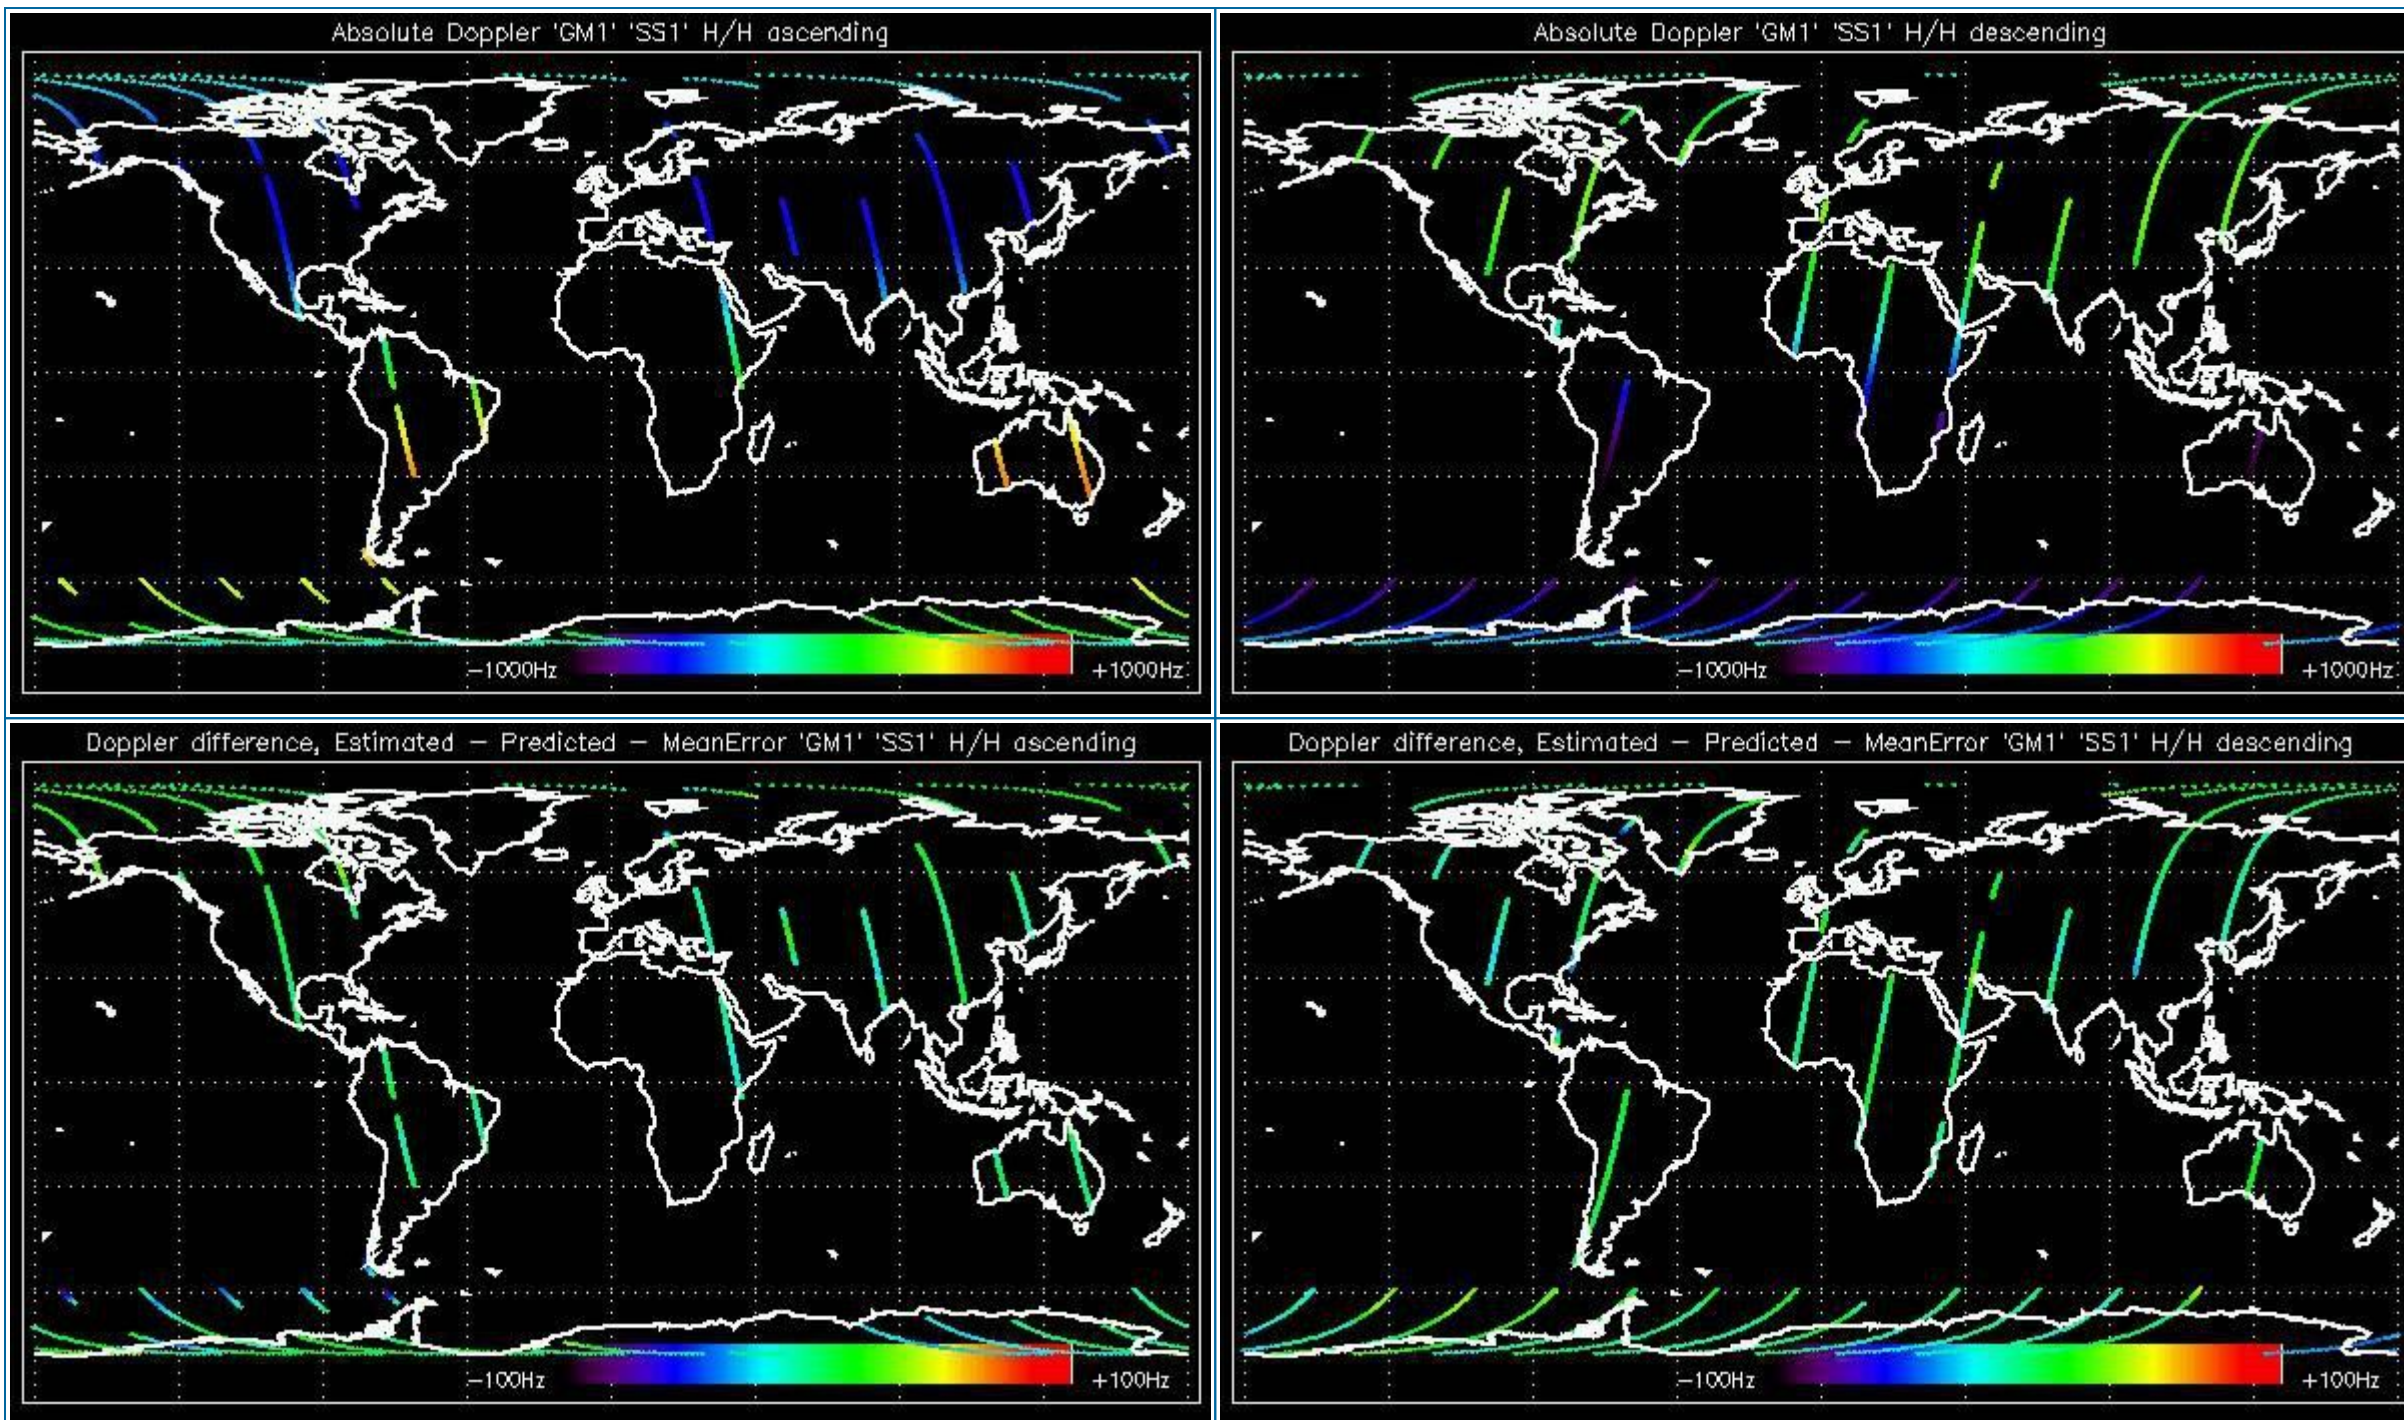 Absolute Doppler 'GM1' 'SS1' H/H ascending
-1000Hz
+1000Hz
Absolute Doppler 'GM1' 'SS1' H/H descending
-1000Hz
+1000Hz
Doppler difference, Estimated - Predicted - MeanError 'GM1' 'SS1' H/H ascending
-100Hz
+100Hz
Doppler difference, Estimated - Predicted - MeanError 'GM1' 'SS1' H/H descending
-100Hz
+100Hz